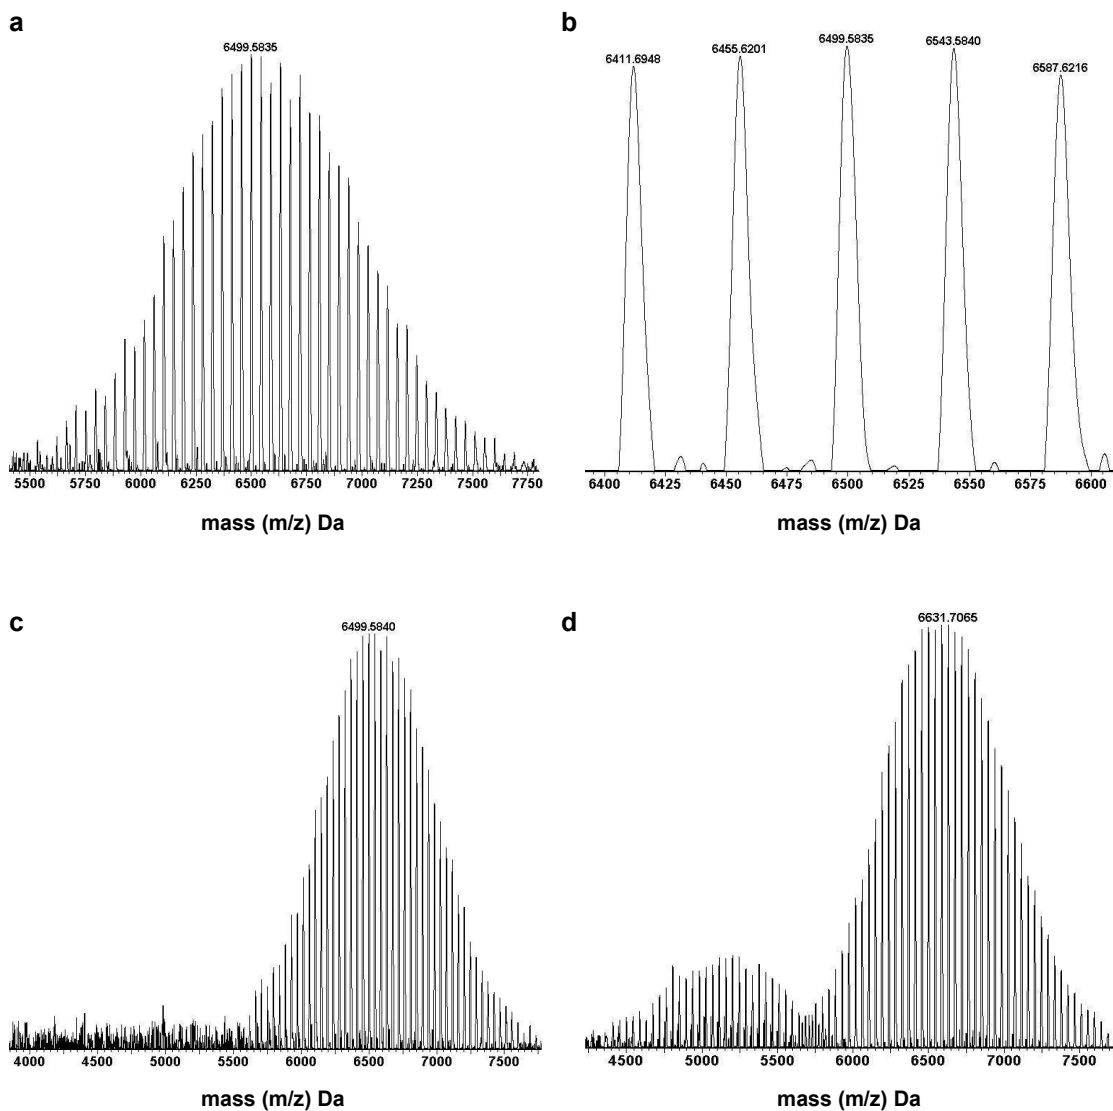 a
6499.5835
5500 5750 6000 6250 6500 6750 7000 7250 7500 7750
mass (m/z) Da
b
6411.6948 6455.6201 6499.5835 6543.5840 6587.6216
6400 6425 6450 6475 6500 6525 6550 6575 6600
mass (m/z) Da
c
6499.5840
4000 4500 5000 5500 6000 6500 7000 7500
mass (m/z) Da
d
6631.7065
4500 5000 5500 6000 6500 7000 7500
mass (m/z) Da